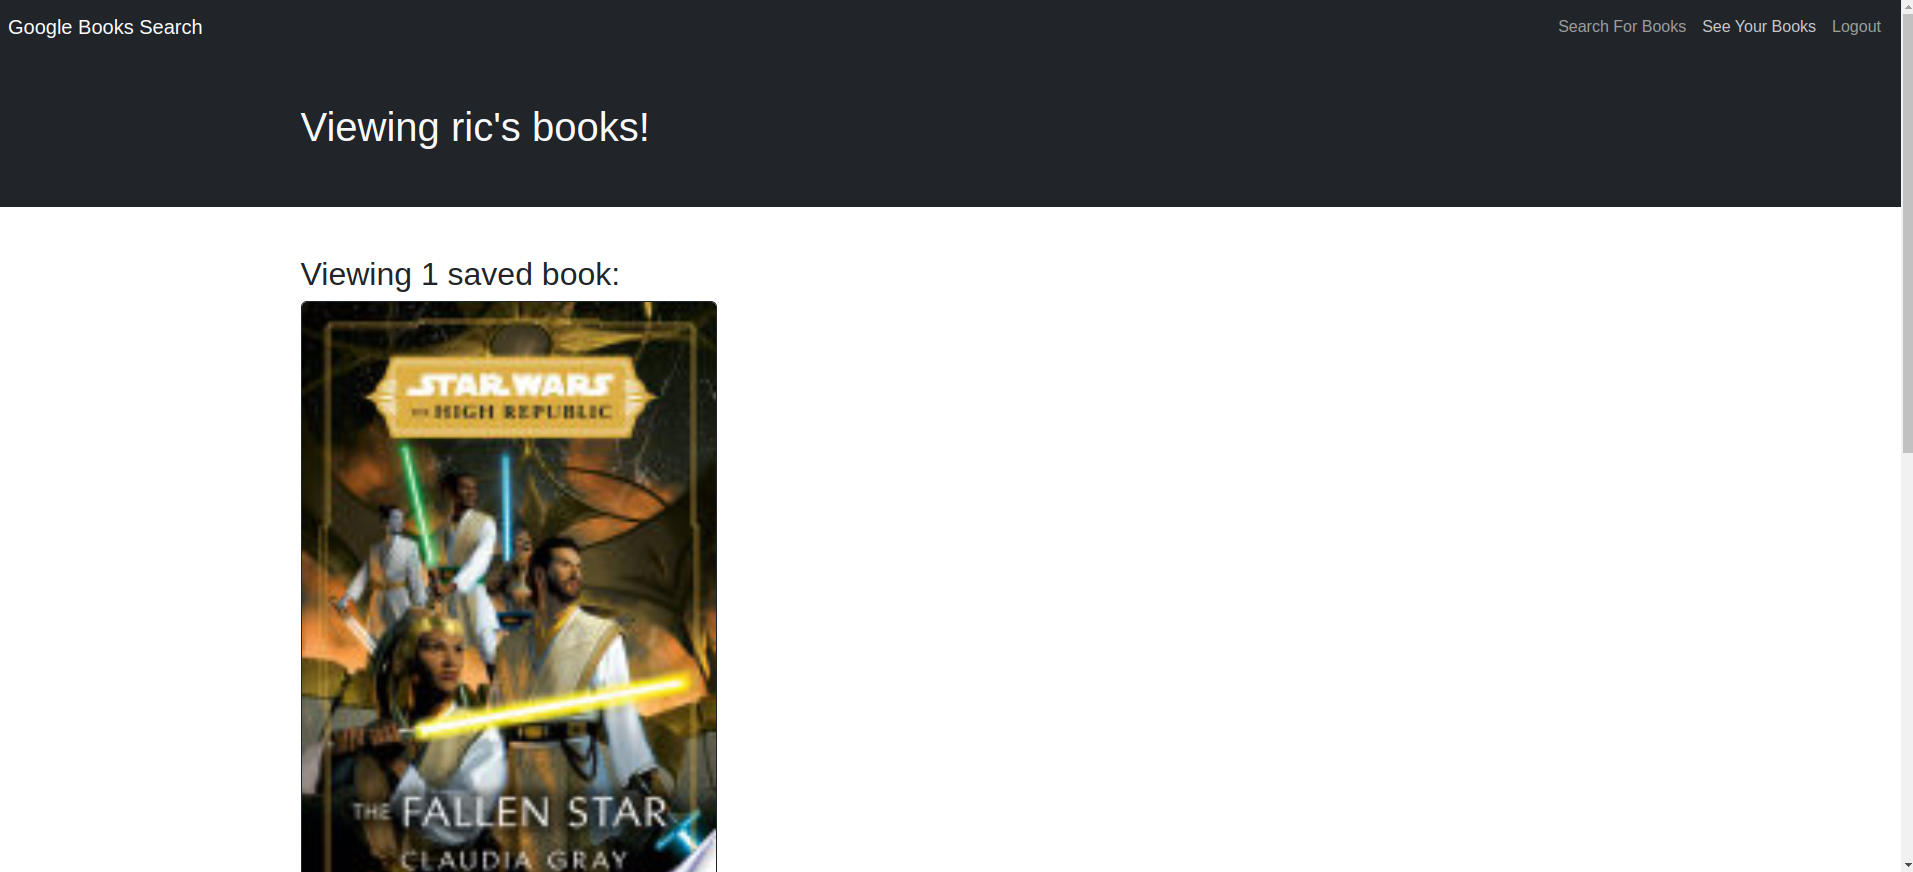 Google Books Search
Search For Books See Your Books Logout
Viewing ric's books!
Viewing 1 saved book:
STAR WARS
THE HIGH REPUBLIC
THE FALLEN STAR
CLAUDIA GRAY